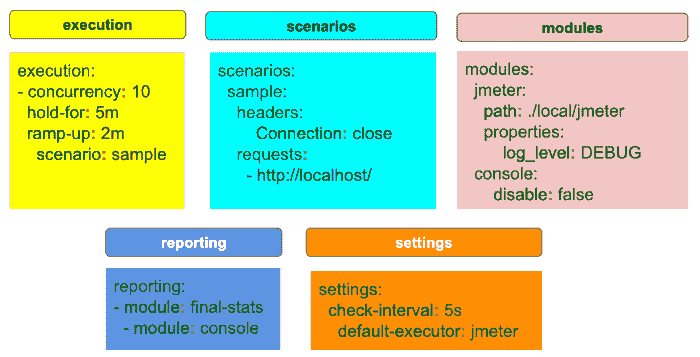 execution
execution:
- concurrency: 10
hold-for: 5m
ramp-up: 2m
scenario: sample
scenarios
scenarios:
sample:
headers:
Connection: close
requests:
- http://localhost/
modules
modules:
jmeter:
path: ./local/jmeter
properties:
log_level: DEBUG
console:
disable: false
reporting
reporting:
- module: final-stats
- module: console
settings
settings:
check-interval: 5s
default-executor: jmeter